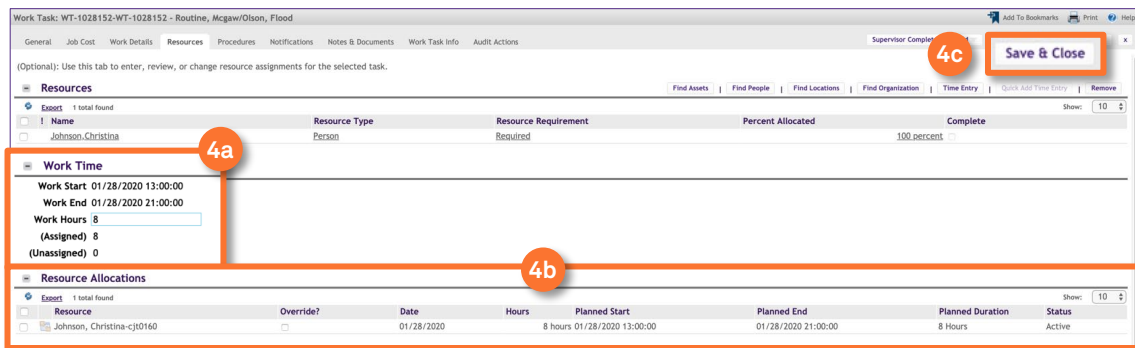 Work Task: WT-1028152-WT-1028152 - Routine, Mcgaw/Olson, Flood Add To Bookmarks Print Help
General Job Cost Work Details Resources Procedures Notifications Notes & Documents Work Task Info Audit Actions Supervisor Complete x
4c Save & Close
(Optional): Use this tab to enter, review, or change resource assignments for the selected task.
Resources Find Assets | Find People | Find Locations | Find Organization | Time Entry | Quick Add Time Entry | Remove
Export 1 total found Show: 10
! Name Resource Type Resource Requirement Percent Allocated Complete
Johnson,Christina Person Required 100 percent
4a
Work Time
Work Start 01/28/2020 13:00:00
Work End 01/28/2020 21:00:00
Work Hours 8
(Assigned) 8
(Unassigned) 0
4b
Resource Allocations
Export 1 total found Show: 10
Resource Override? Date Hours Planned Start Planned End Planned Duration Status
Johnson, Christina-cjt0160 01/28/2020 8 hours 01/28/2020 13:00:00 01/28/2020 21:00:00 8 Hours Active